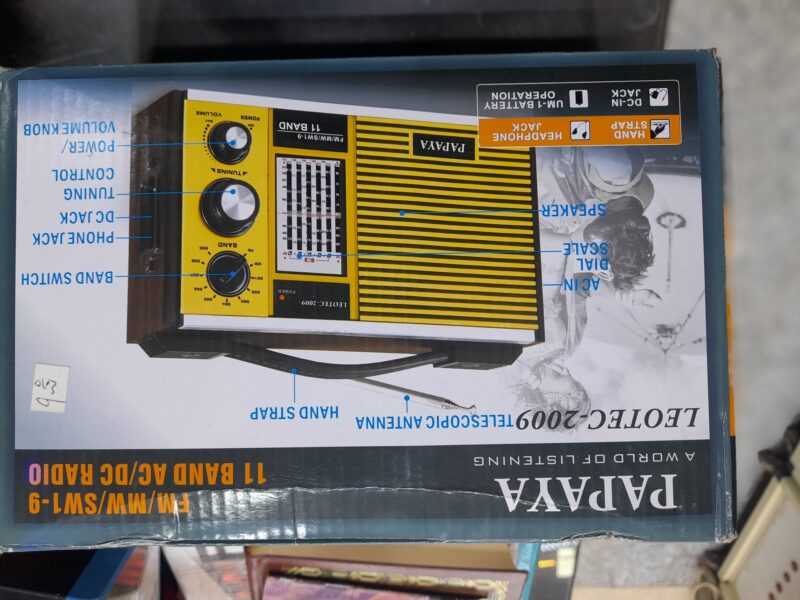 PAPAYA
A WORLD OF LISTENING
FM/MW/SW1-9
11 BAND AC/DC RADIO
LEOTEC-2009
TELESCOPIC ANTENNA
HAND STRAP
AC IN
DIAL
SCALE
SPEAKER
BAND SWITCH
PHONE JACK
DC JACK
TUNING
CONTROL
POWER/
VOLUME KNOB
LEOTEC-2009
POWER
BAND
TUNING
POWER
VOLUME
FM/MW/SW1-9
11 BAND
PAPAYA
HAND
STRAP
HEADPHONE
JACK
DC-IN
JACK
UM-1 BATTERY
OPERATION